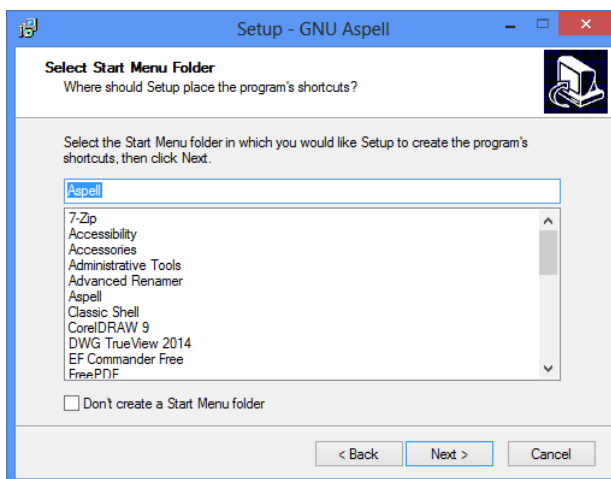 Setup - GNU Aspell
Select Start Menu Folder
Where should Setup place the program's shortcuts?
Select the Start Menu folder in which you would like Setup to create the program's
shortcuts, then click Next.
Aspell
7-Zip
Accessibility
Accessories
Administrative Tools
Advanced Renamer
Aspell
Classic Shell
CorelDRAW 9
DWG TrueView 2014
EF Commander Free
FreePDF
Don't create a Start Menu folder
< Back
Next >
Cancel